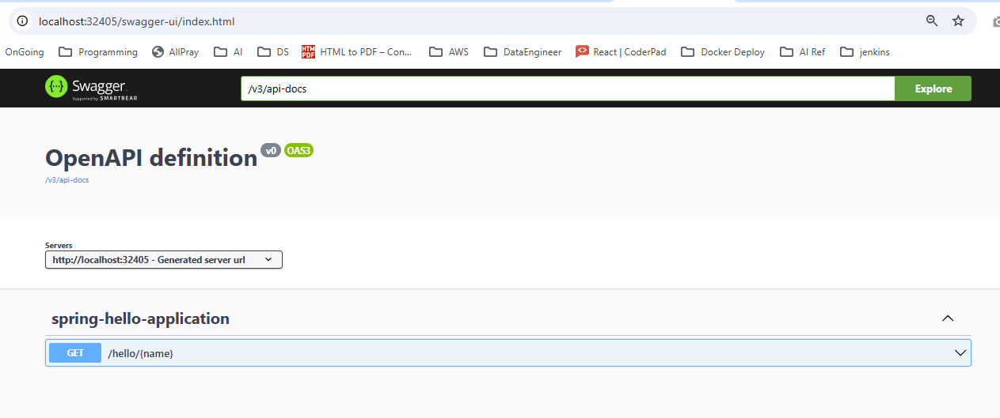 localhost:32405/swagger-ui/index.html
OnGoing Programming AllPray AI DS HTML to PDF – Con... AWS DataEngineer React | CoderPad Docker Deploy AI Ref jenkins
Swagger
Supported by SMARTBEAR
/v3/api-docs Explore
OpenAPI definition v0 OAS3
/v3/api-docs
Servers
http://localhost:32405 - Generated server url
spring-hello-application
GET /hello/{name}